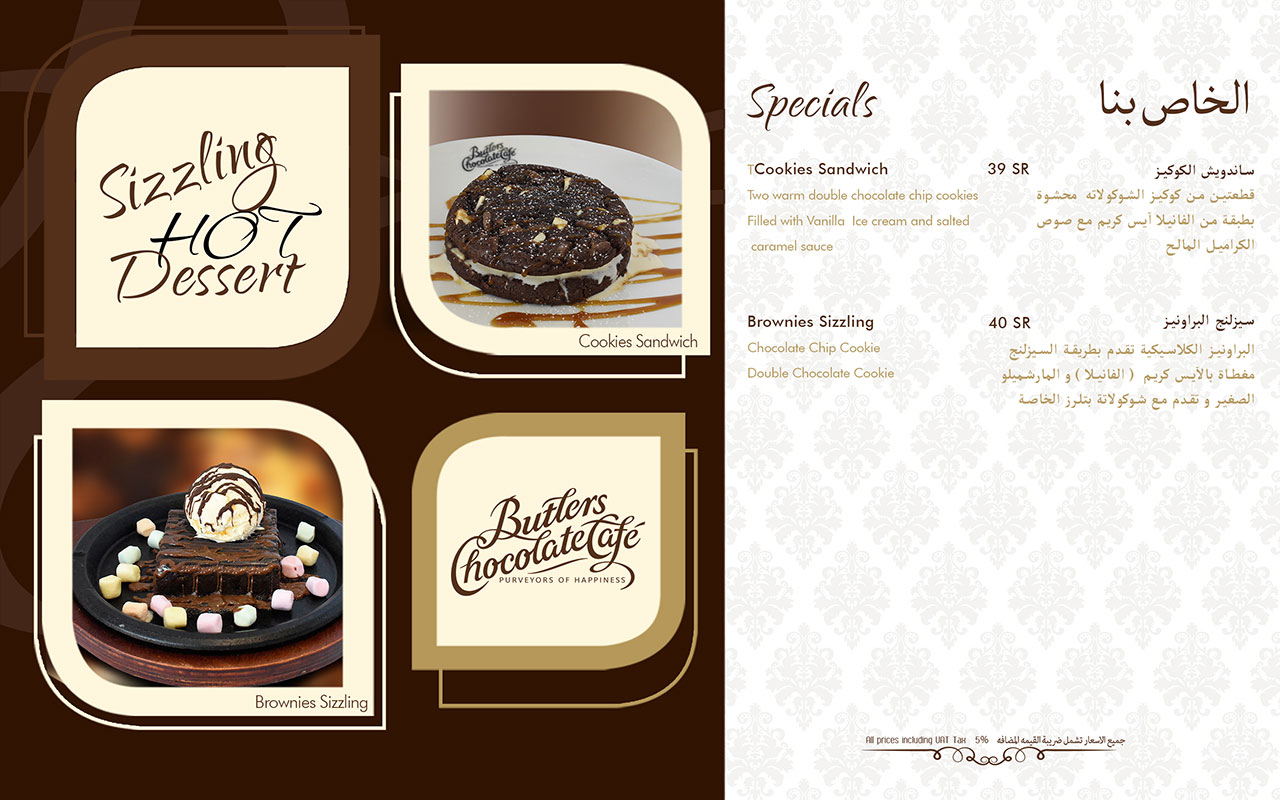 Sizzling
HOT
Dessert
Butlers
Chocolate Café
Cookies Sandwich
Brownies Sizzling
Butlers
Chocolate Café
PURVEYORS OF HAPPINESS
Specials
الخاص بنا
TCookies Sandwich 39 SR
Two warm double chocolate chip cookies
Filled with Vanilla Ice cream and salted
caramel sauce
ساندويش الكوكيز
قطعتين من كوكيز الشوكولاته محشوة
بطبقة من الفانيلا آيس كريم مع صوص
الكراميل المالح
Brownies Sizzling 40 SR
Chocolate Chip Cookie
Double Chocolate Cookie
سيزلنج البراونيز
البراونيز الكلاسيكية تقدم بطريقة السيزلنج
مغطاة بالآيس كريم ( الفانيلا ) و المارشميلو
الصغير و تقدم مع شوكولاتة بتلرز الخاصة
All prices including VAT Tax 5% جميع الاسعار تشمل ضريبة القيمه المضافه